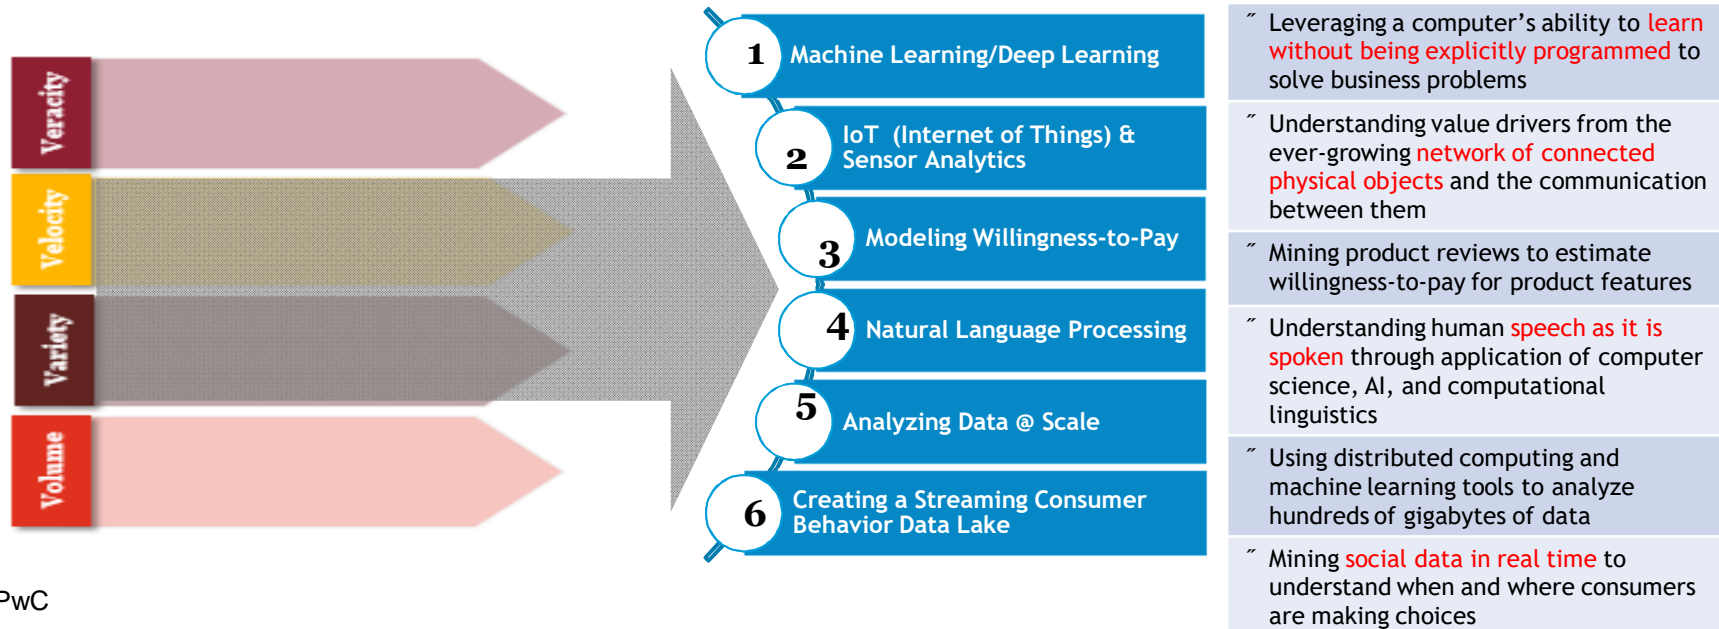 Veracity
Velocity
Variety
Volume
1
Machine Learning/Deep Learning
2
IoT (Internet of Things) &
Sensor Analytics
3
Modeling Willingness-to-Pay
4
Natural Language Processing
5
Analyzing Data @ Scale
6
Creating a Streaming Consumer
Behavior Data Lake
˝ Leveraging a computer’s ability to learn
without being explicitly programmed to
solve business problems
˝ Understanding value drivers from the
ever-growing network of connected
physical objects and the communication
between them
˝ Mining product reviews to estimate
willingness-to-pay for product features
˝ Understanding human speech as it is
spoken through application of computer
science, AI, and computational
linguistics
˝ Using distributed computing and
machine learning tools to analyze
hundreds of gigabytes of data
˝ Mining social data in real time to
understand when and where consumers
are making choices
PwC